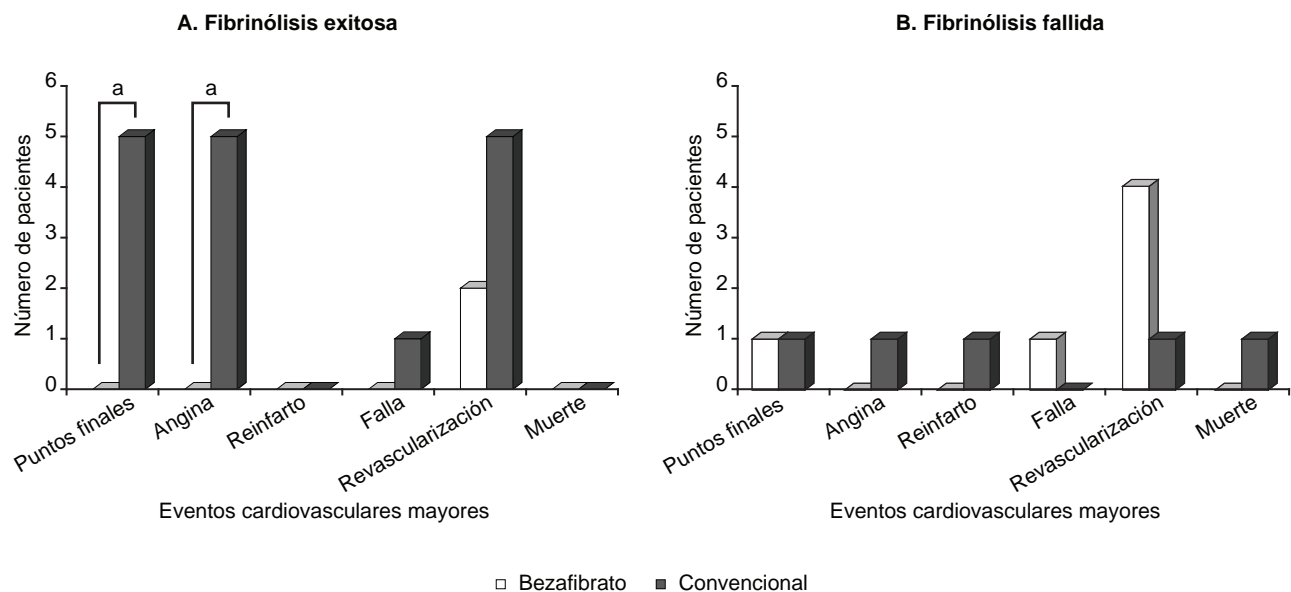 A. Fibrinólisis exitosa
Número de pacientes
6
5
4
3
2
1
0
a
a
Puntos finales
Angina
Reinfarto
Falla
Revascularización
Muerte
Eventos cardiovasculares mayores
B. Fibrinólisis fallida
Número de pacientes
6
5
4
3
2
1
0
Puntos finales
Angina
Reinfarto
Falla
Revascularización
Muerte
Eventos cardiovasculares mayores
Bezafibrato Convencional